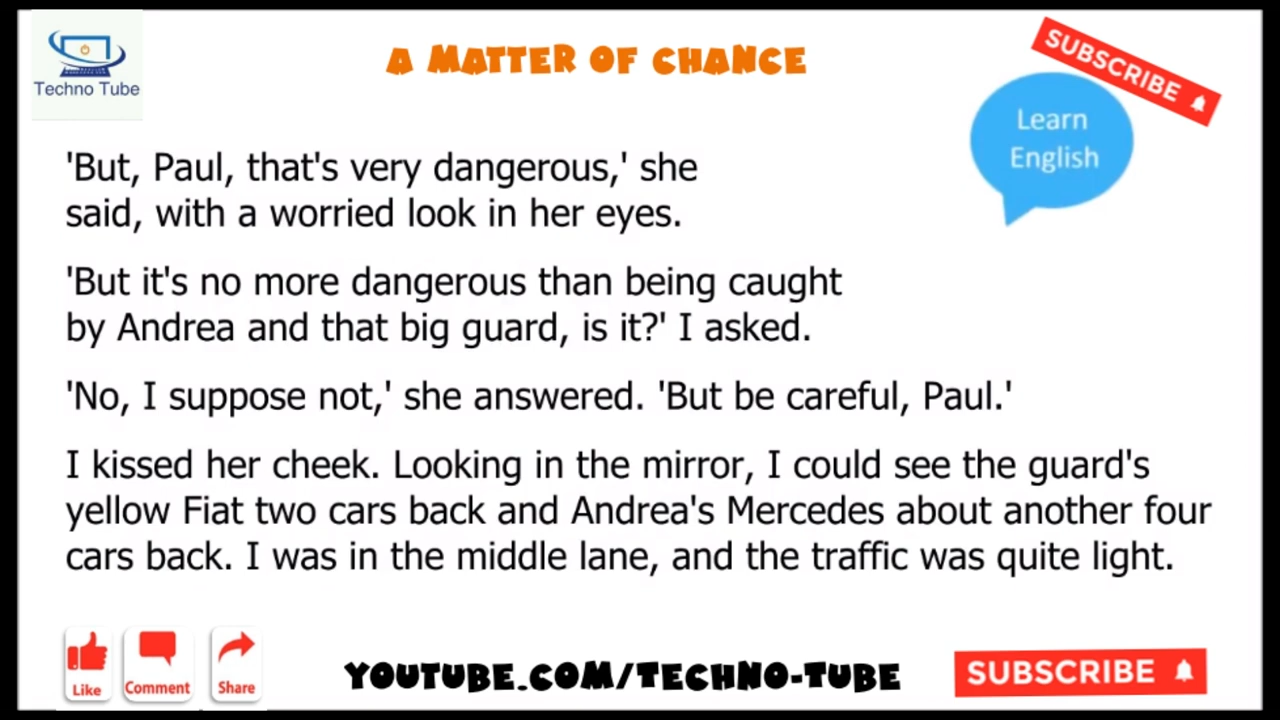 A MATTER OF CHANCE
SUBSCRIBE
Techno Tube
Learn
English
'But, Paul, that's very dangerous,' she
said, with a worried look in her eyes.
'But it's no more dangerous than being caught
by Andrea and that big guard, is it?' I asked.
'No, I suppose not,' she answered. 'But be careful, Paul.'
I kissed her cheek. Looking in the mirror, I could see the guard's
yellow Fiat two cars back and Andrea's Mercedes about another four
cars back. I was in the middle lane, and the traffic was quite light.
Like
Comment
Share
YOUTUBE.COM/TECHNO-TUBE
SUBSCRIBE